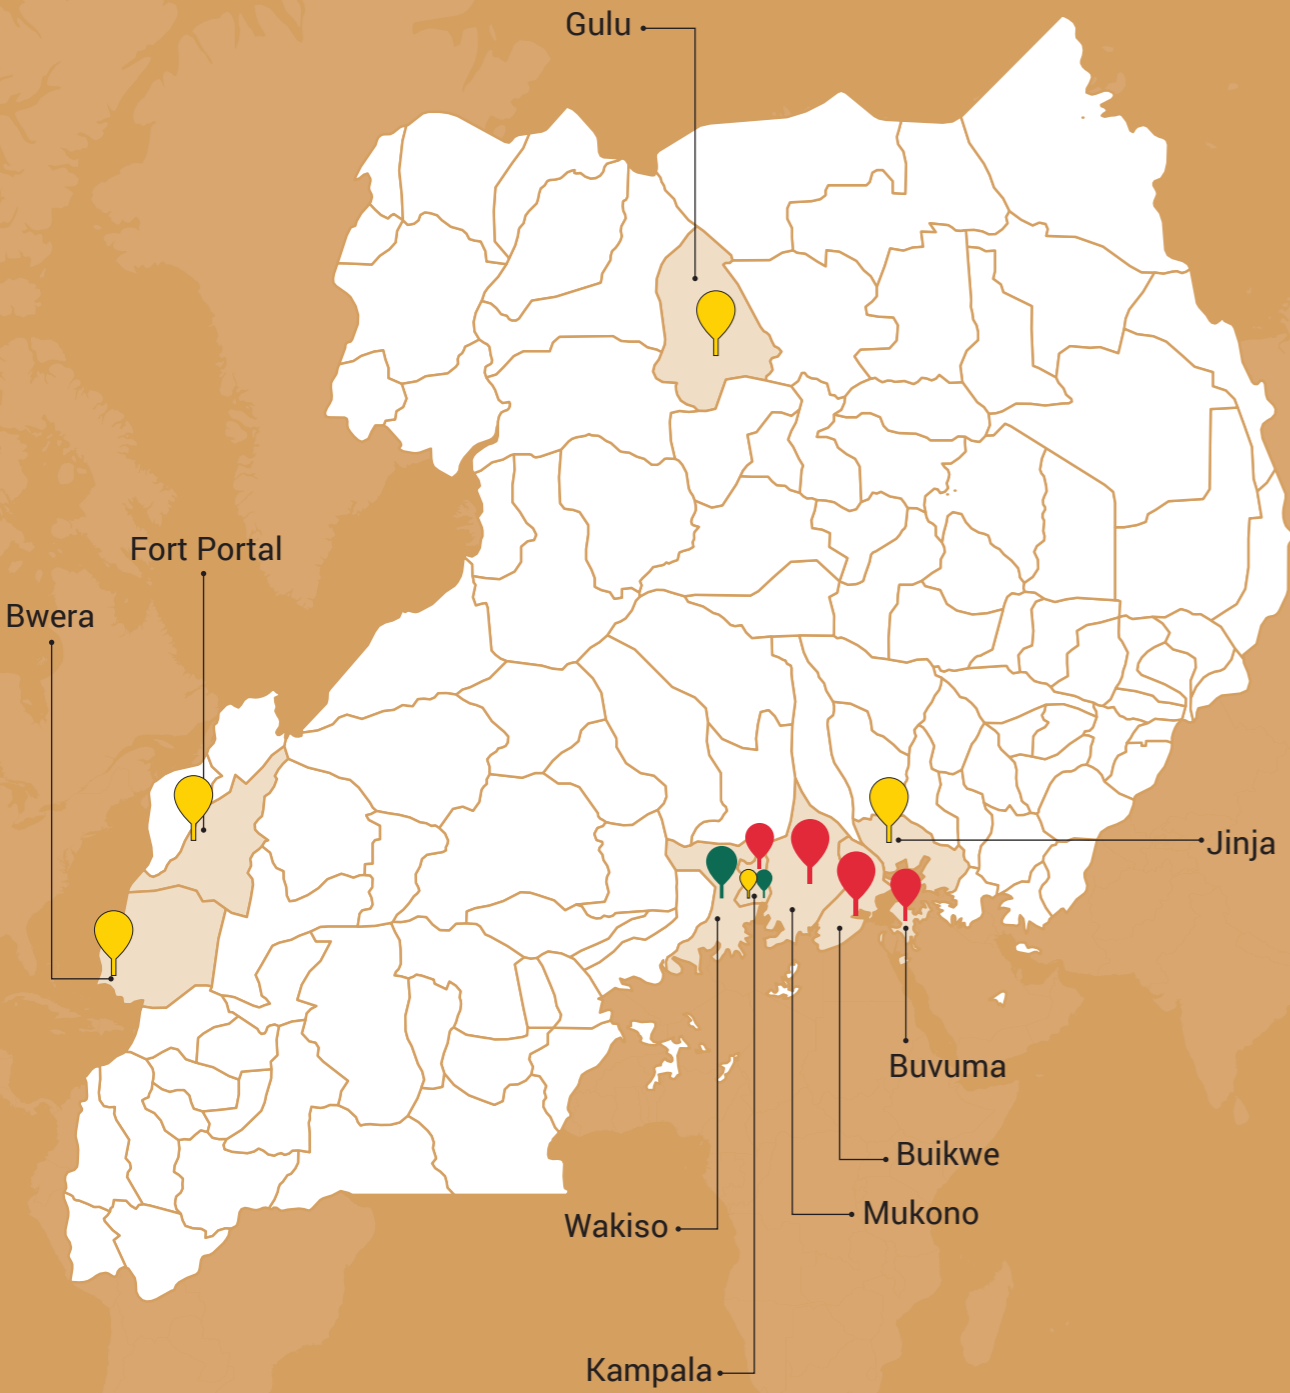 Gulu
Fort Portal
Bwera
Jinja
Buvuma
Buikwe
Mukono
Wakiso
Kampala